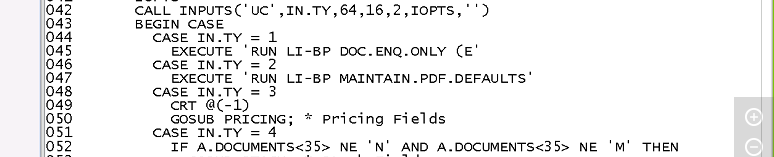 042 CALL INPUTS('UC',IN.TY,64,16,2,IOPTS,'')
043 BEGIN CASE
044 CASE IN.TY = 1
045 EXECUTE 'RUN LI-BP DOC.ENQ.ONLY (E'
046 CASE IN.TY = 2
047 EXECUTE 'RUN LI-BP MAINTAIN.PDF.DEFAULTS'
048 CASE IN.TY = 3
049 CRT @(-1)
050 GOSUB PRICING; * Pricing Fields
051 CASE IN.TY = 4
052 IF A.DOCUMENTS<35> NE 'N' AND A.DOCUMENTS<35> NE 'M' THEN